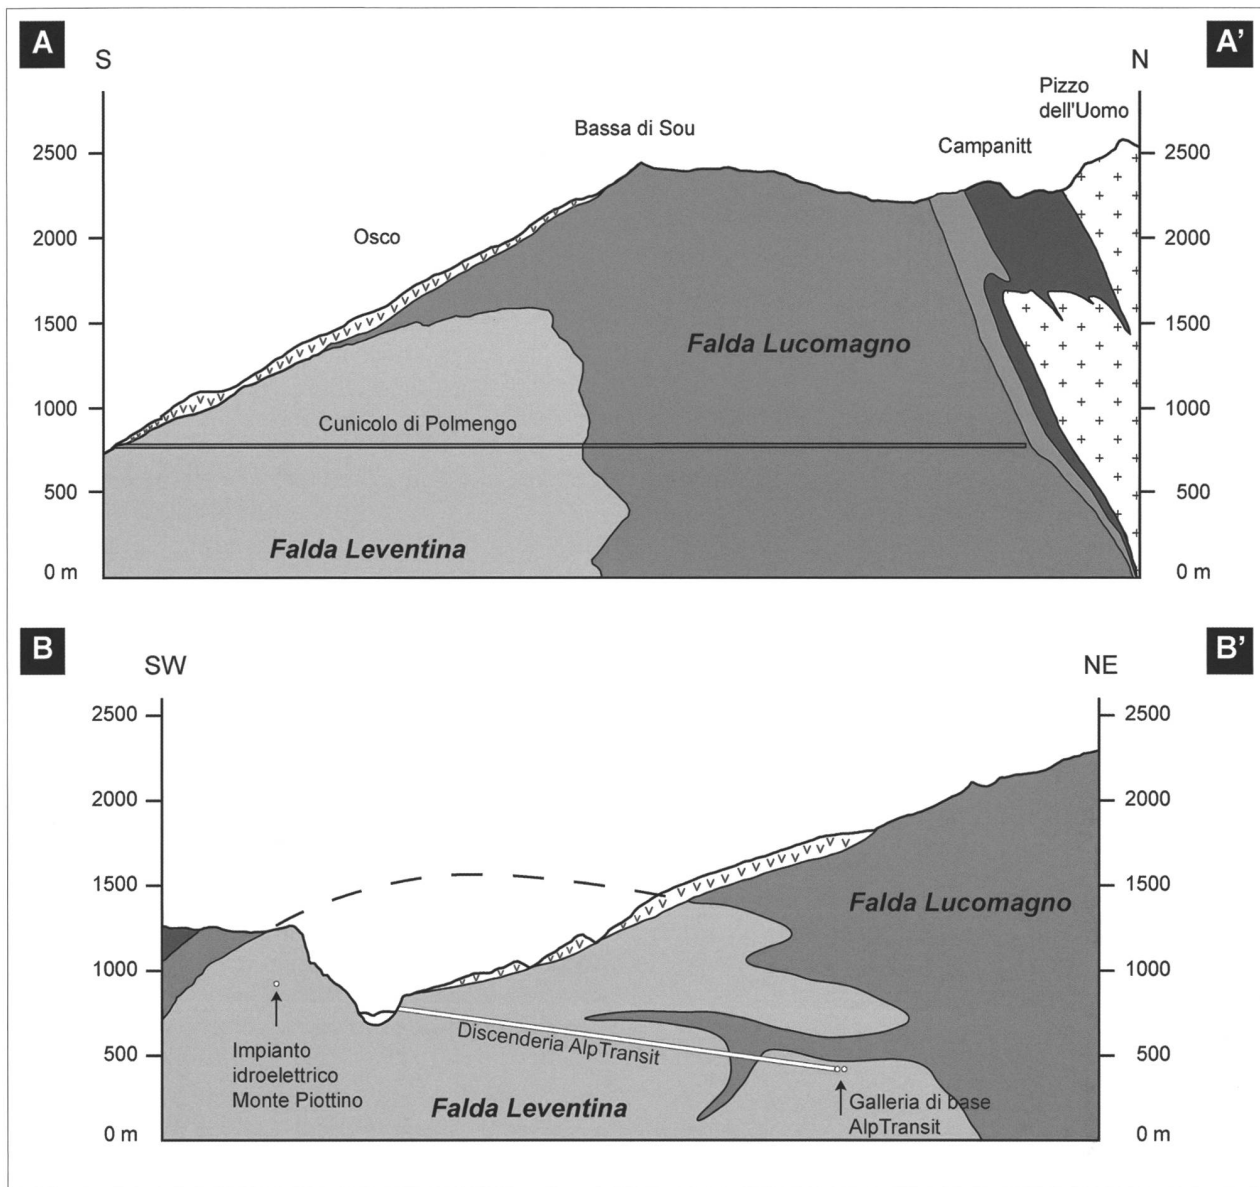 A
A'
S
N
Pizzo
dell'Uomo
Bassa di Sou
Campanitt
2500
2500
Osco
2000
2000
1500
1500
Falda Lucomagno
1000
1000
Cunicolo di Polmengo
500
500
Falda Leventina
0 m
0 m
B
B'
SW
NE
2500
2500
2000
2000
1500
1500
Falda Lucomagno
1000
1000
Discenderia AlpTransit
500
500
Impianto
idroelettrico
Monte Piottino
Falda Leventina
Galleria di base
AlpTransit
0 m
0 m